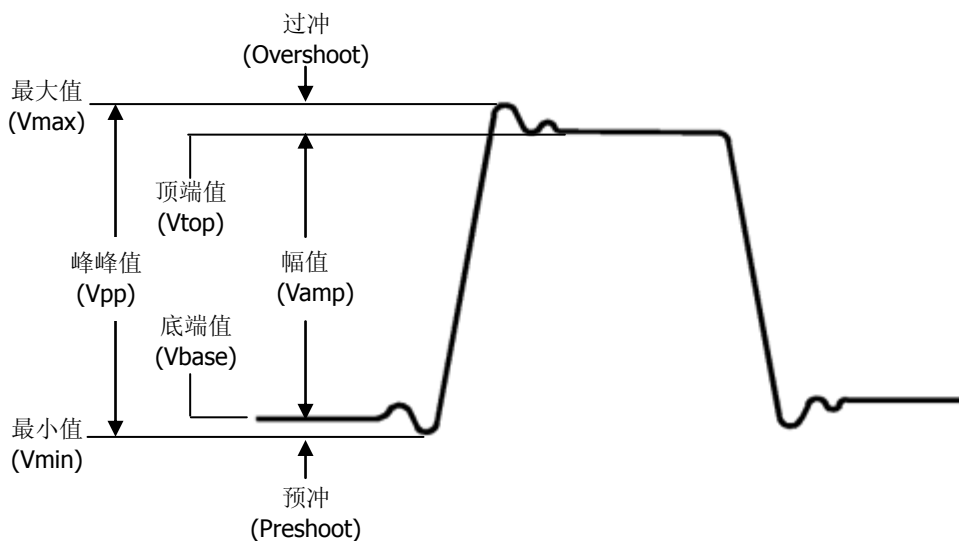 过冲
(Overshoot)
最大值
(Vmax)
顶端值
(Vtop)
峰峰值
(Vpp)
幅值
(Vamp)
底端值
(Vbase)
最小值
(Vmin)
预冲
(Preshoot)